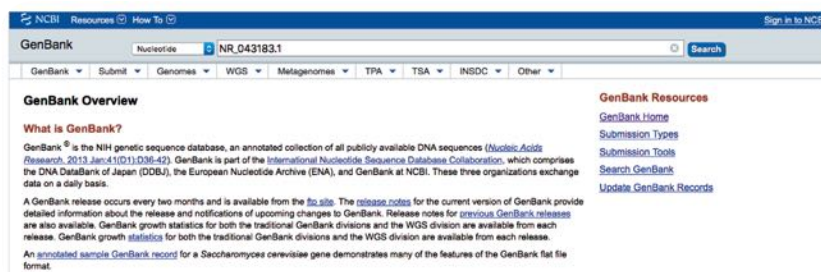 NCBI Resources How To Sign in to NCB
GenBank Nucleotide NR_043183.1 Search
GenBank Submit Genomes WGS Metagenomes TPA TSA INSDC Other
GenBank Overview
What is GenBank?
GenBank ® is the NIH genetic sequence database, an annotated collection of all publicly available DNA sequences (Nucleic Acids
Research, 2013 Jan;41(D1):D36-42). GenBank is part of the International Nucleotide Sequence Database Collaboration, which comprises
the DNA DataBank of Japan (DDBJ), the European Nucleotide Archive (ENA), and GenBank at NCBI. These three organizations exchange
data on a daily basis.
A GenBank release occurs every two months and is available from the ftp site. The release notes for the current version of GenBank provide
detailed information about the release and notifications of upcoming changes to GenBank. Release notes for previous GenBank releases
are also available. GenBank growth statistics for both the traditional GenBank divisions and the WGS division are available from each
release. GenBank growth statistics for both the traditional GenBank divisions and the WGS division are available from each release.
An annotated sample GenBank record for a Saccharomyces cerevisiae gene demonstrates many of the features of the GenBank flat file
format.
GenBank Resources
GenBank Home
Submission Types
Submission Tools
Search GenBank
Update GenBank Records